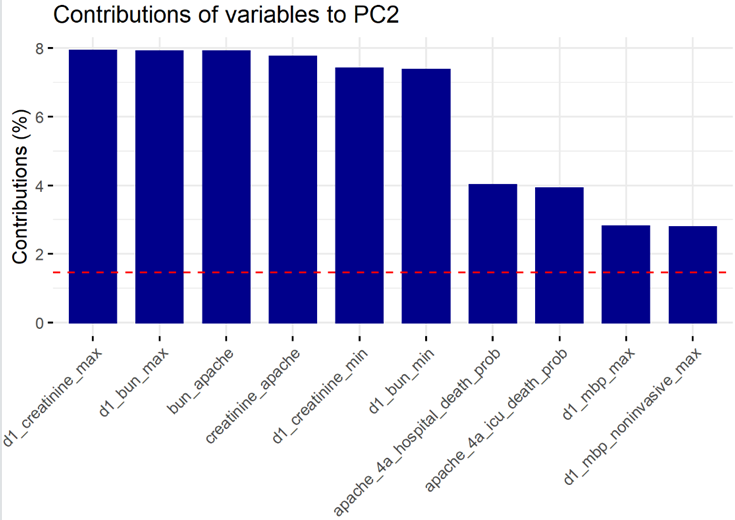 Contributions of variables to PC2
Contributions (%)
8
6
4
2
0
d1_creatinine_max
d1_bun_max
bun_apache
creatinine_apache
d1_creatinine_min
d1_bun_min
apache_4a_hospital_death_prob
apache_4a_icu_death_prob
d1_mbp_max
d1_mbp_noninvasive_max